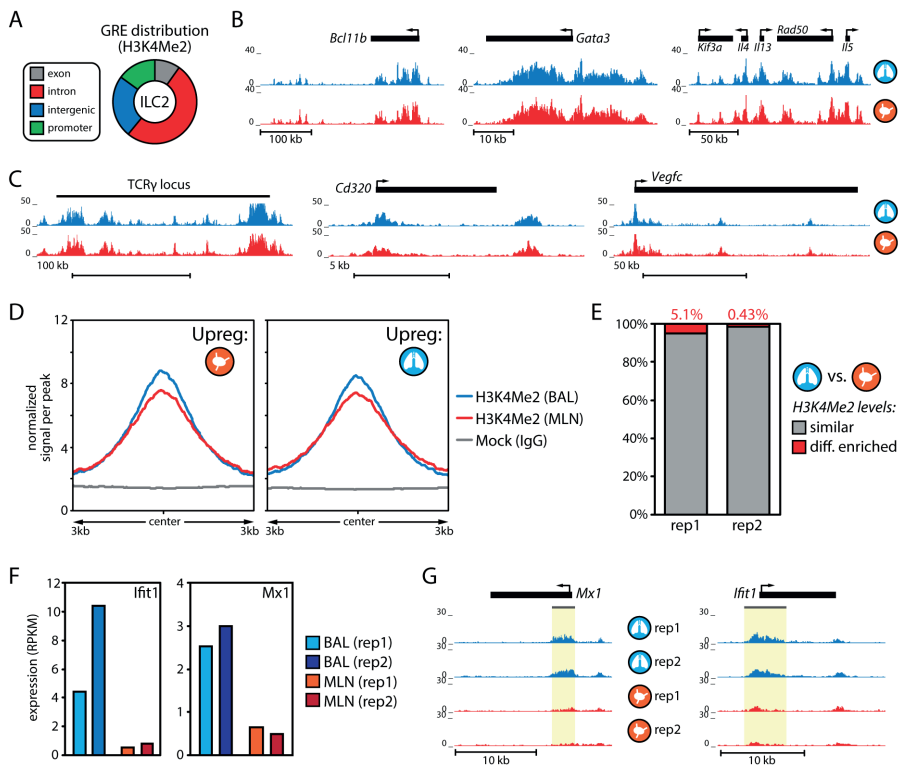 A
GRE distribution
(H3K4Me2)
exon
intron
intergenic
promoter
ILC2
B
Bcl11b
Gata3
Kif3a
Il4
Il13
Rad50
Il5
40
0
40
0
100 kb
10 kb
40
0
40
0
50 kb
C
TCRγ locus
Cd320
Vegfc
50
0
50
0
100 kb
50
0
50
0
5 kb
50
0
50
0
50 kb
D
12
8
4
0
normalized
signal per peak
Upreg:
Upreg:
3kb
center
3kb
3kb
center
3kb
H3K4Me2 (BAL)
H3K4Me2 (MLN)
Mock (IgG)
E
5.1%
0.43%
100%
80%
60%
40%
20%
0%
rep1
rep2
vs.
H3K4Me2 levels:
similar
diff. enriched
F
expression (RPKM)
12
10
8
6
4
2
0
Ifit1
4
3
2
1
0
Mx1
BAL (rep1)
BAL (rep2)
MLN (rep1)
MLN (rep2)
G
Mx1
Ifit1
30
0
30
0
30
0
30
0
10 kb
rep1
rep2
rep1
rep2
30
0
30
0
30
0
30
0
10 kb